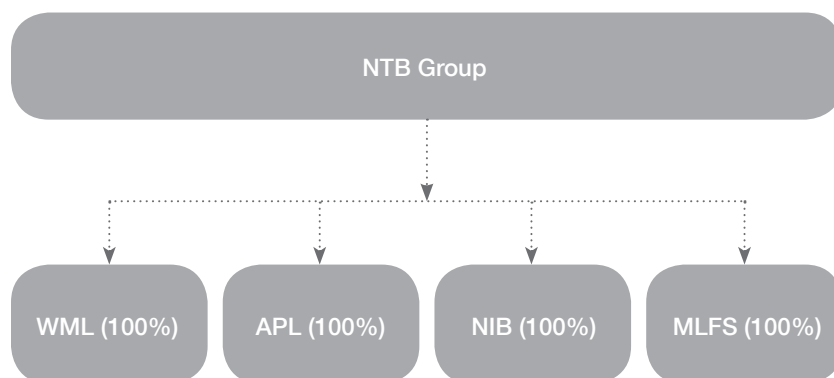 NTB Group
WML (100%)
APL (100%)
NIB (100%)
MLFS (100%)